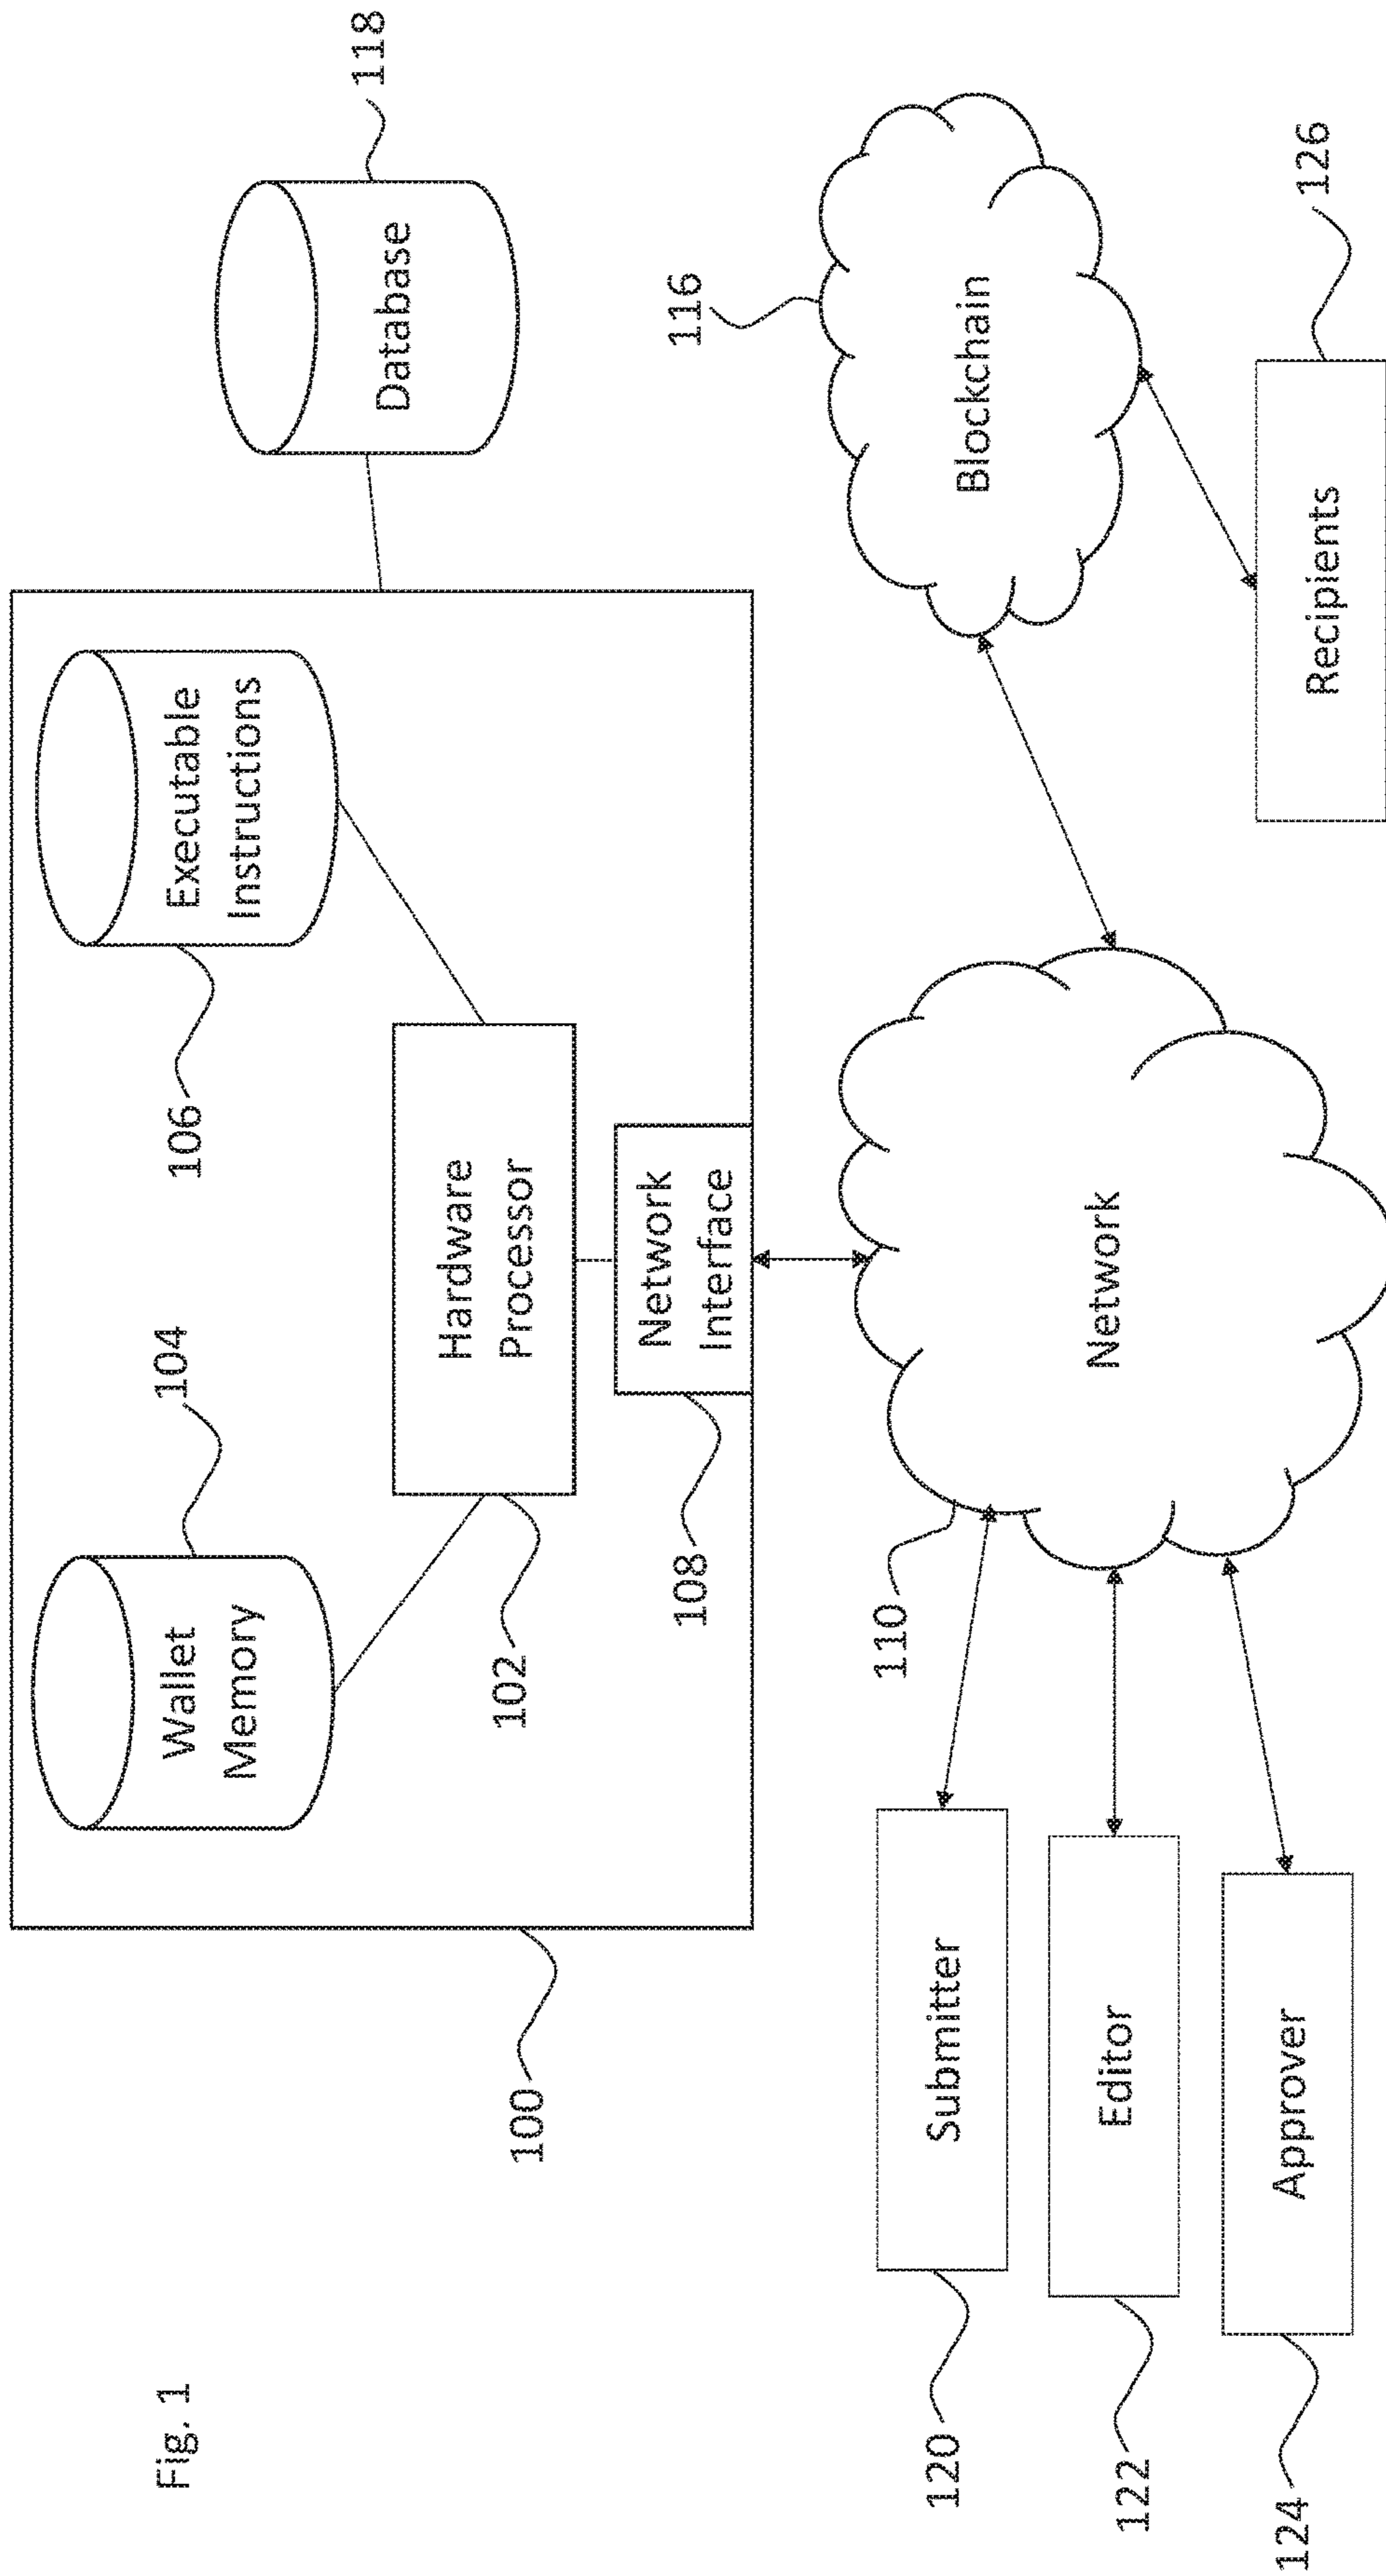 Fig. 1
100
Wallet
Memory
104
Executable
Instructions
106
Hardware
Processor
102
Network
Interface
108
Database
118
110
Network
116
Blockchain
Submitter
120
Editor
122
Approver
124
Recipients
126